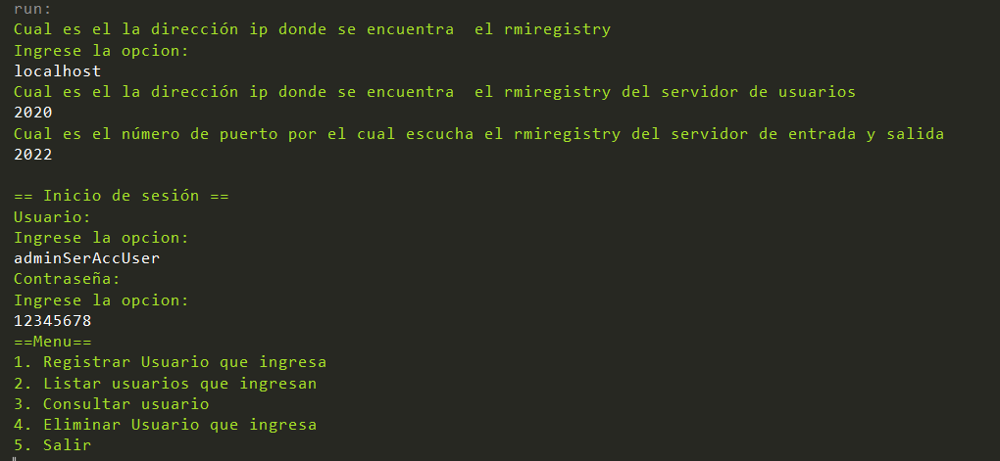 run:
Cual es el la dirección ip donde se encuentra  el rmiregistry
Ingrese la opcion:
localhost
Cual es el la dirección ip donde se encuentra  el rmiregistry del servidor de usuarios
2020
Cual es el número de puerto por el cual escucha el rmiregistry del servidor de entrada y salida
2022
== Inicio de sesión ==
Usuario:
Ingrese la opcion:
adminSerAccUser
Contraseña:
Ingrese la opcion:
12345678
==Menu==
1. Registrar Usuario que ingresa
2. Listar usuarios que ingresan
3. Consultar usuario
4. Eliminar Usuario que ingresa
5. Salir